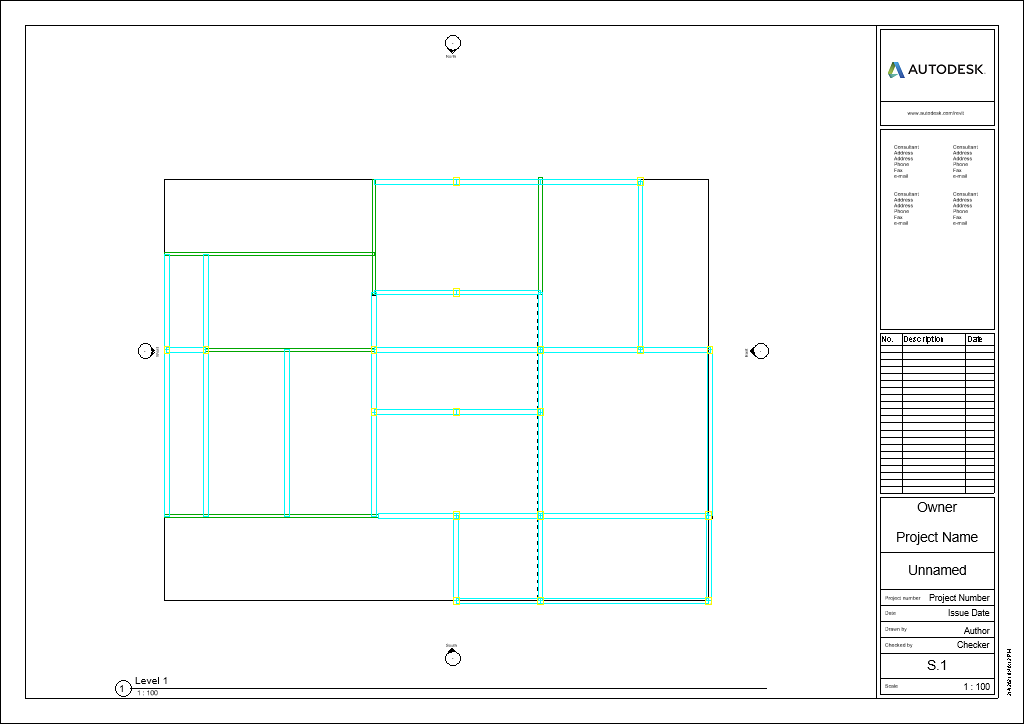 North
AUTODESK.
www.autodesk.com/revit
Consultant
Address
Address
Phone
Fax
e-mail
Consultant
Address
Address
Phone
Fax
e-mail
Consultant
Address
Address
Phone
Fax
e-mail
Consultant
Address
Address
Phone
Fax
e-mail
No. Description Date
Owner
Project Name
Unnamed
Project number Project Number
Date Issue Date
Drawn by Author
Checked by Checker
S.1
Scale 1 : 100
South
1 Level 1
1 : 100